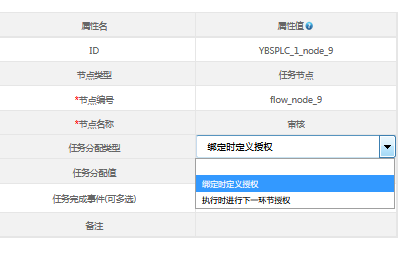 属性名 属性值
ID YBSPLC_1_node_9
节点类型 任务节点
*节点编号 flow_node_9
*节点名称 审核
任务分配类型 绑定时定义授权
任务分配值
绑定时定义授权
执行时进行下一环节授权
任务完成事件(可多选)
备注